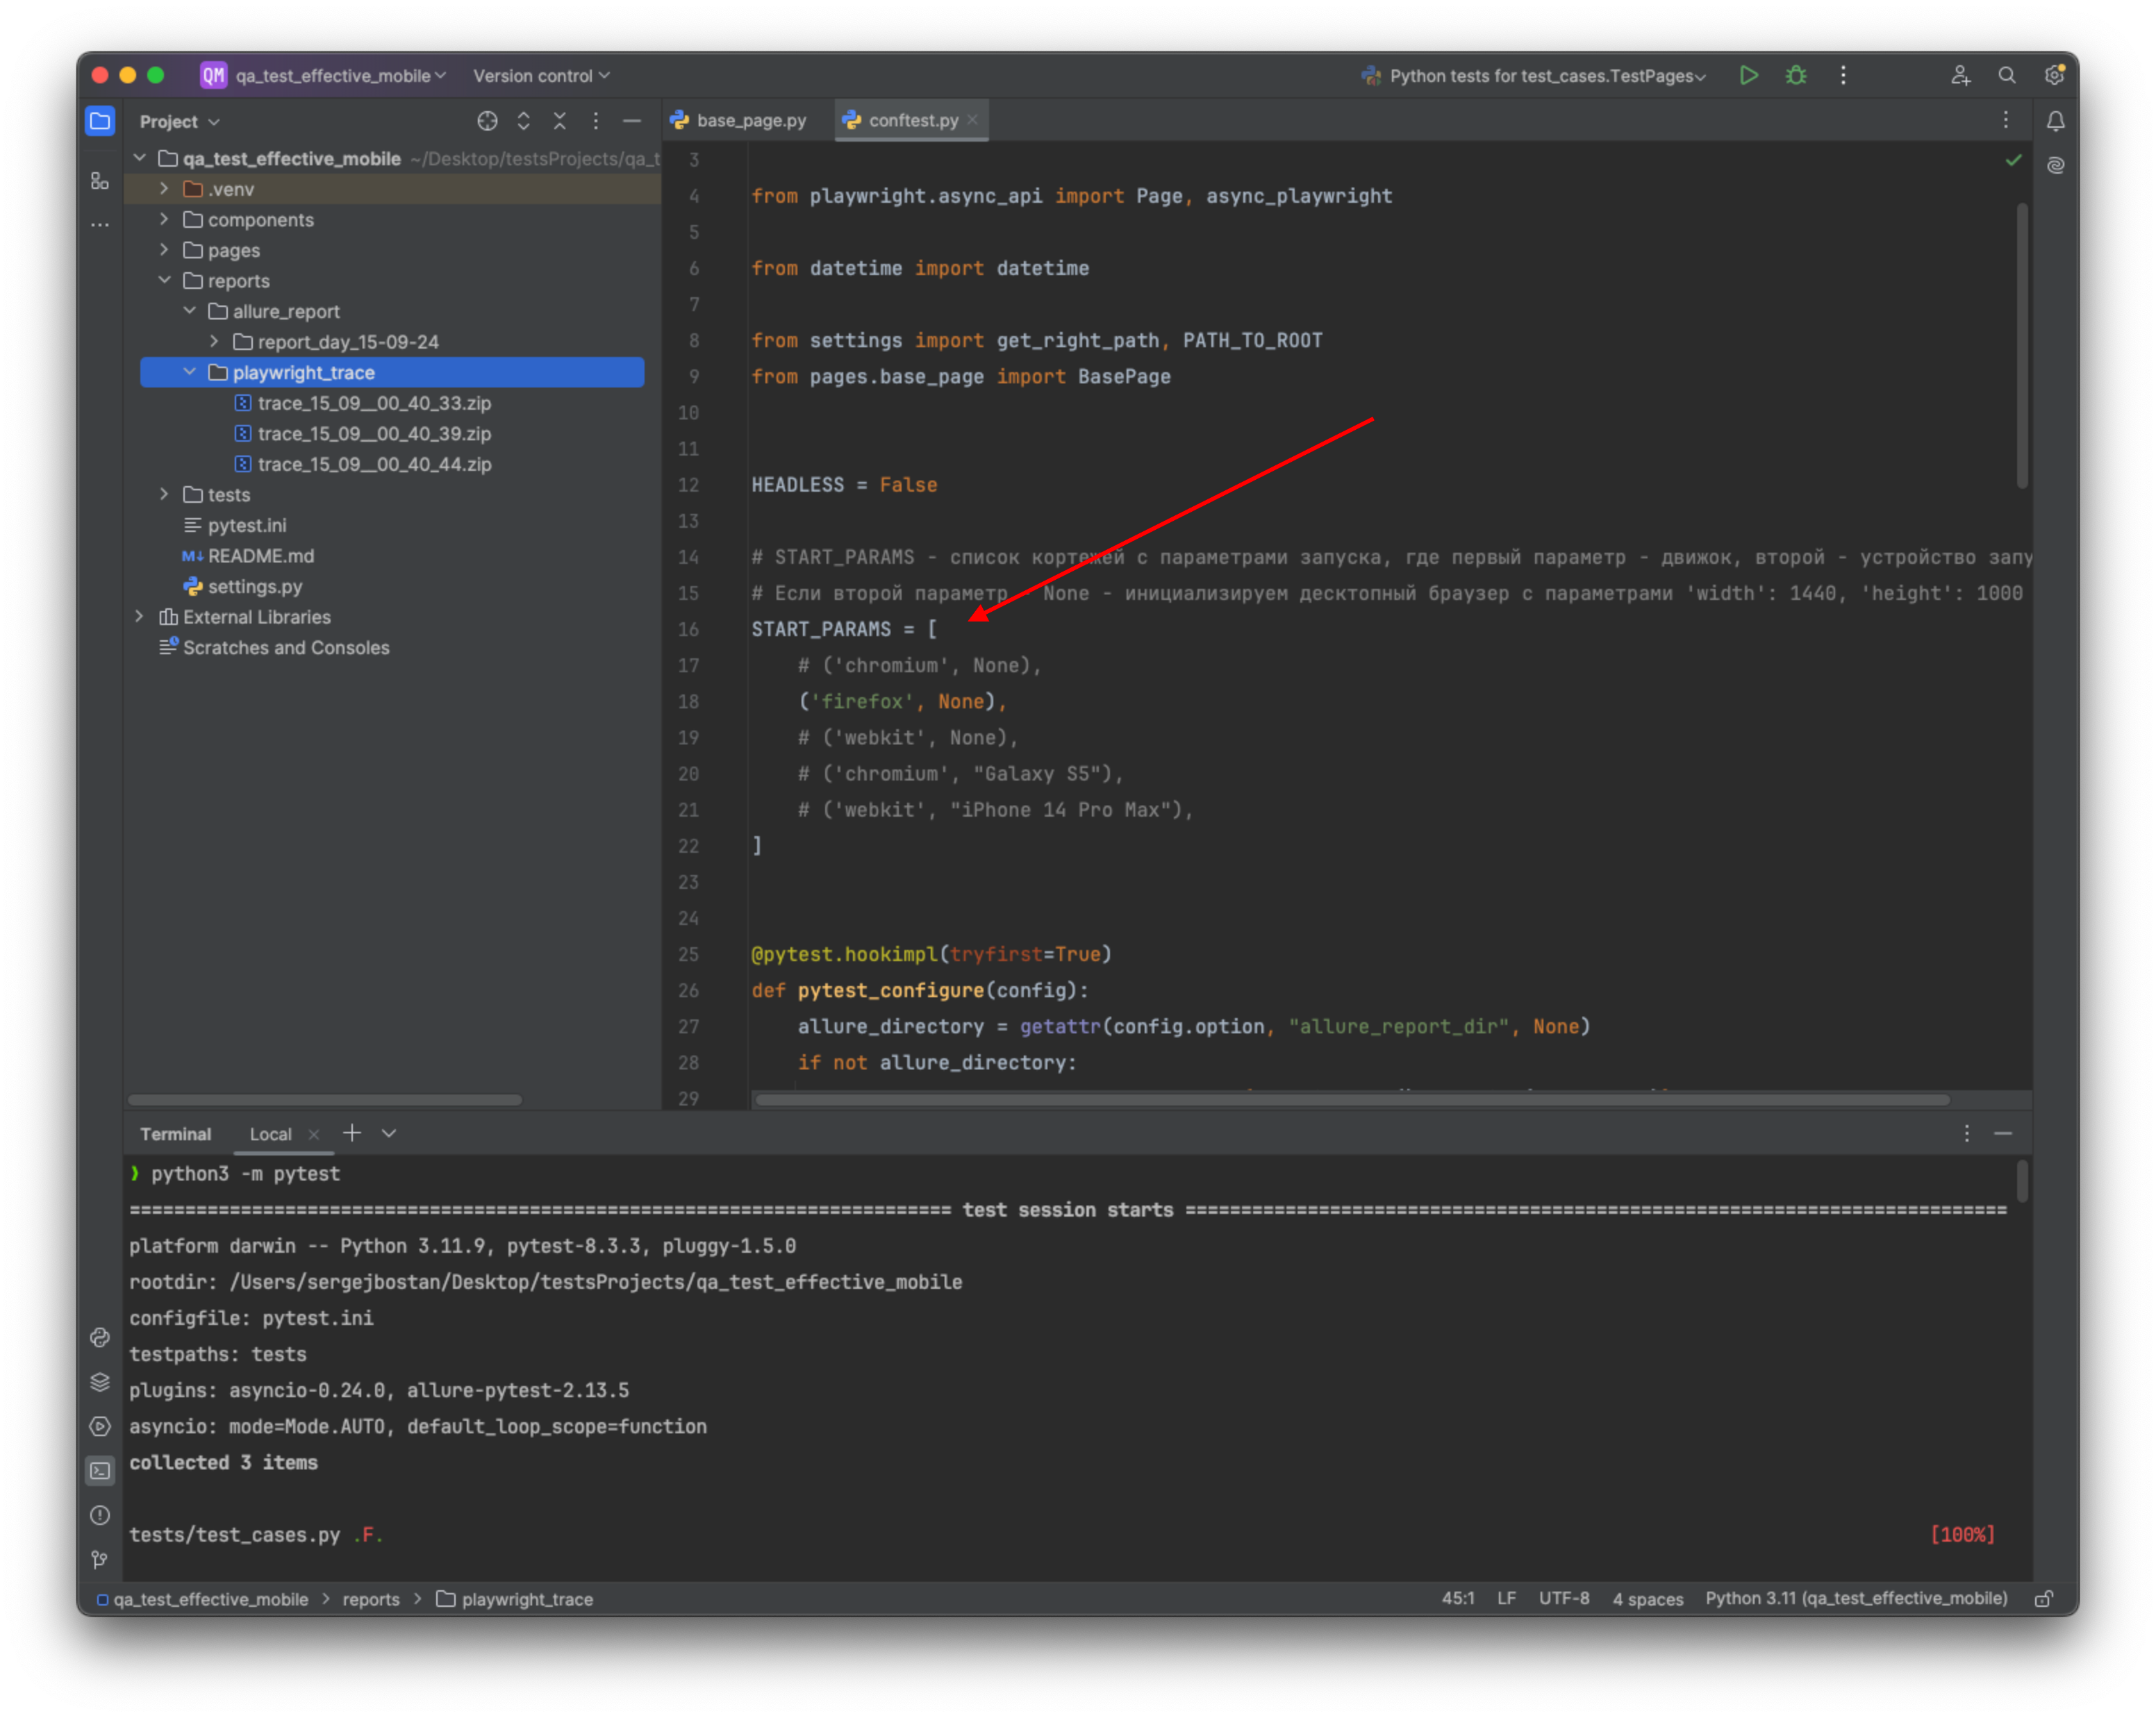 QM qa_test_effective_mobile Version control Python tests for test_cases.TestPages
Project
base_page.py conftest.py
qa_test_effective_mobile ~/Desktop/testsProjects/qa_t
.venv
components
pages
reports
allure_report
report_day_15-09-24
playwright_trace
trace_15_09__00_40_33.zip
trace_15_09__00_40_39.zip
trace_15_09__00_40_44.zip
tests
pytest.ini
README.md
settings.py
External Libraries
Scratches and Consoles
3
4 from playwright.async_api import Page, async_playwright
5
6 from datetime import datetime
7
8 from settings import get_right_path, PATH_TO_ROOT
9 from pages.base_page import BasePage
10
11
12 HEADLESS = False
13
14 # START_PARAMS - список кортежей с параметрами запуска, где первый параметр - движок, второй - устройство запу
15 # Если второй параметр - None - инициализируем десктопный браузер с параметрами 'width': 1440, 'height': 1000
16 START_PARAMS = [
17 # ('chromium', None),
18 ('firefox', None),
19 # ('webkit', None),
20 # ('chromium', "Galaxy S5"),
21 # ('webkit', "iPhone 14 Pro Max"),
22 ]
23
24
25 @pytest.hookimpl(tryfirst=True)
26 def pytest_configure(config):
27 allure_directory = getattr(config.option, "allure_report_dir", None)
28 if not allure_directory:
29
Terminal Local
python3 -m pytest
========================================================================== test session starts ==========================================================================
platform darwin -- Python 3.11.9, pytest-8.3.3, pluggy-1.5.0
rootdir: /Users/sergejbostan/Desktop/testsProjects/qa_test_effective_mobile
configfile: pytest.ini
testpaths: tests
plugins: asyncio-0.24.0, allure-pytest-2.13.5
asyncio: mode=Mode.AUTO, default_loop_scope=function
collected 3 items
tests/test_cases.py .F. [100%]
qa_test_effective_mobile > reports > playwright_trace 45:1 LF UTF-8 4 spaces Python 3.11 (qa_test_effective_mobile)